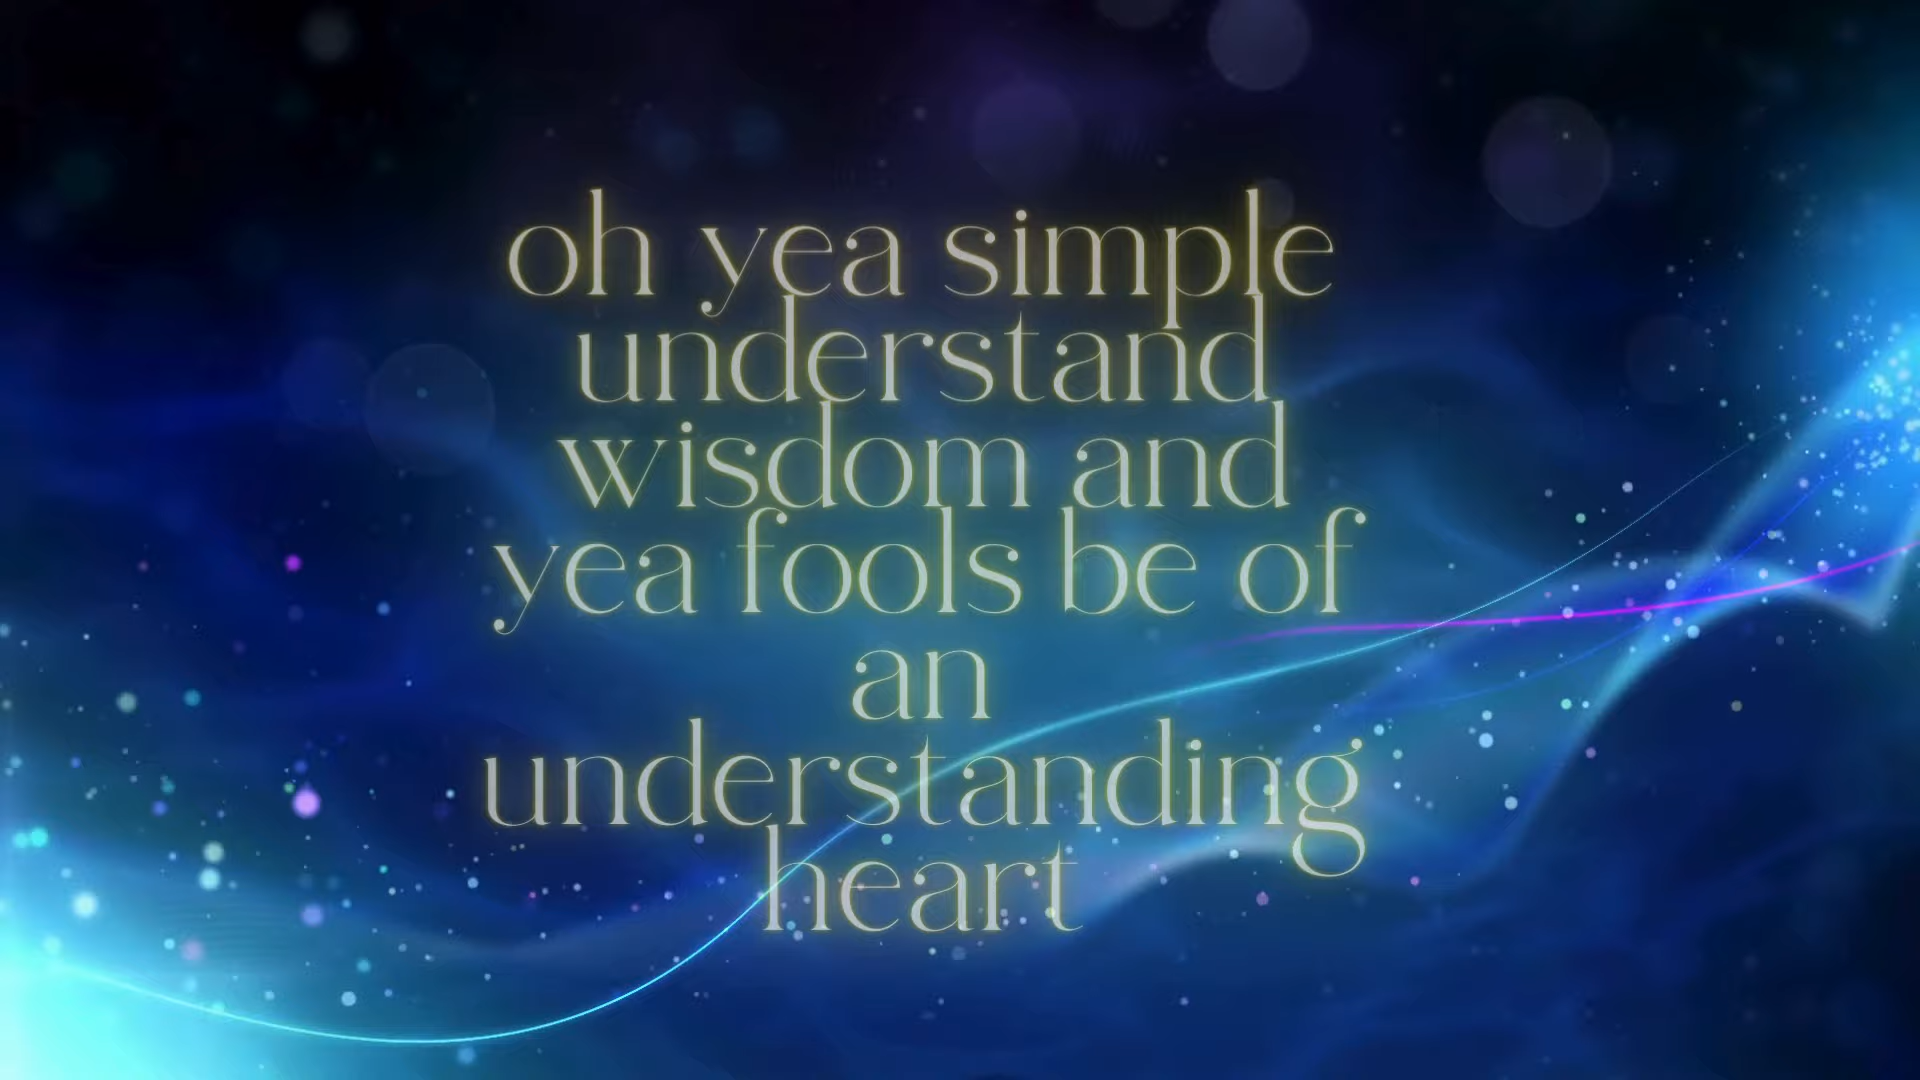 oh yea simple
understand
wisdom and
yea fools be of
an
understanding
heart